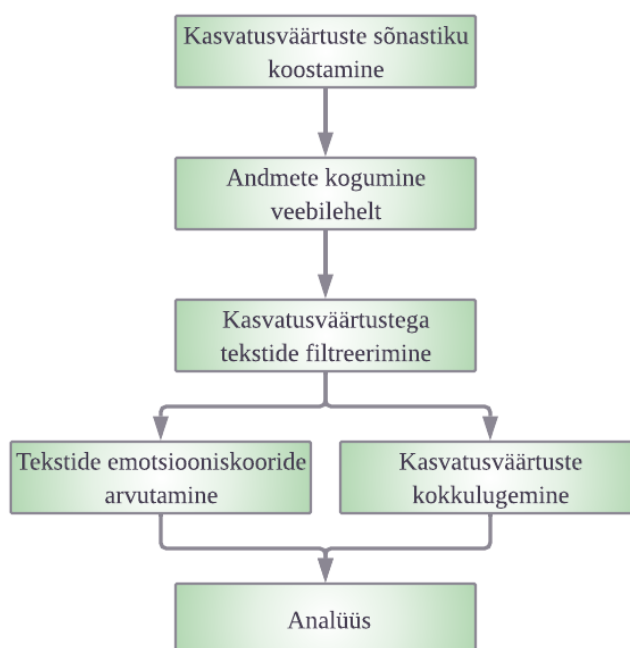 Kasvatusväärtuste sõnastiku
koostamine
Andmete kogumine
veebilehelt
Kasvatusväärtustega
tekstide filtreerimine
Tekstide emotsiooniskooride
arvutamine
Kasvatusväärtuste
kokkulugemine
Analüüs